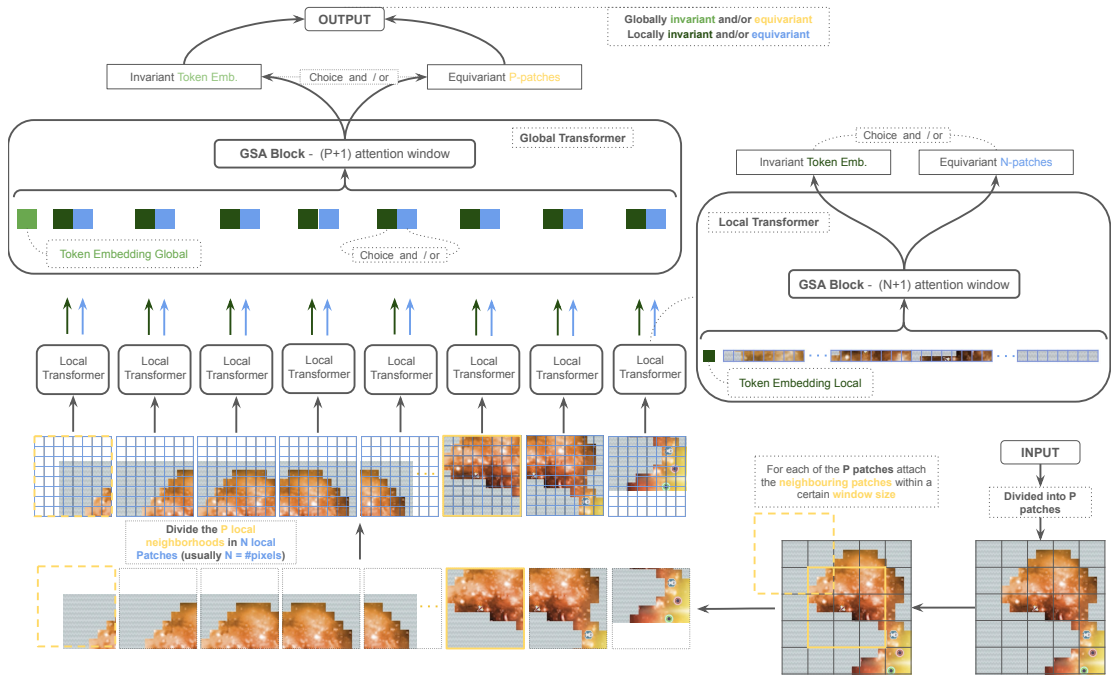 OUTPUT
Globally invariant and/or equivariant
Locally invariant and/or equivariant
Invariant Token Emb.
Choice and / or
Equivariant P-patches
Global Transformer
GSA Block - (P+1) attention window
Token Embedding Global
Choice and / or
Choice and / or
Invariant Token Emb.
Equivariant N-patches
Local Transformer
GSA Block - (N+1) attention window
Token Embedding Local
Local
Transformer
Local
Transformer
Local
Transformer
Local
Transformer
Local
Transformer
Local
Transformer
Local
Transformer
Local
Transformer
For each of the P patches attach
the neighbouring patches within a
certain window size
INPUT
Divided into P
patches
Divide the P local
neighborhoods in N local
Patches (usually N = #pixels)